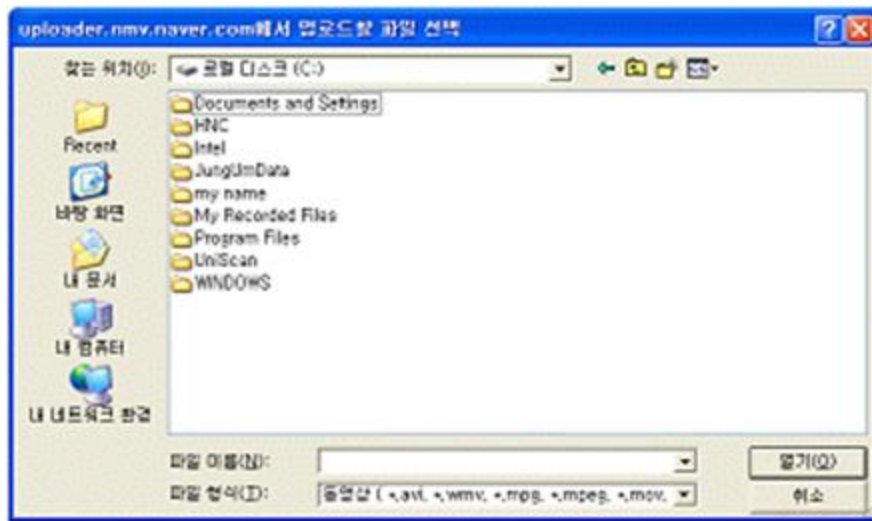 uploader.nmv.naver.com에서 업로드할 파일 선택
찾는 위치(I):
로컬 디스크 (C:)
Recent
바탕 화면
내 문서
내 컴퓨터
내 네트워크 환경
Documents and Settings
HNC
Intel
JungUmData
my name
My Recorded Files
Program Files
UniScan
WINDOWS
파일 이름(N):
열기(O)
파일 형식(T):
동영상 ( *.avi, *.wmv, *.mpg, *.mpeg, *.mov,
취소